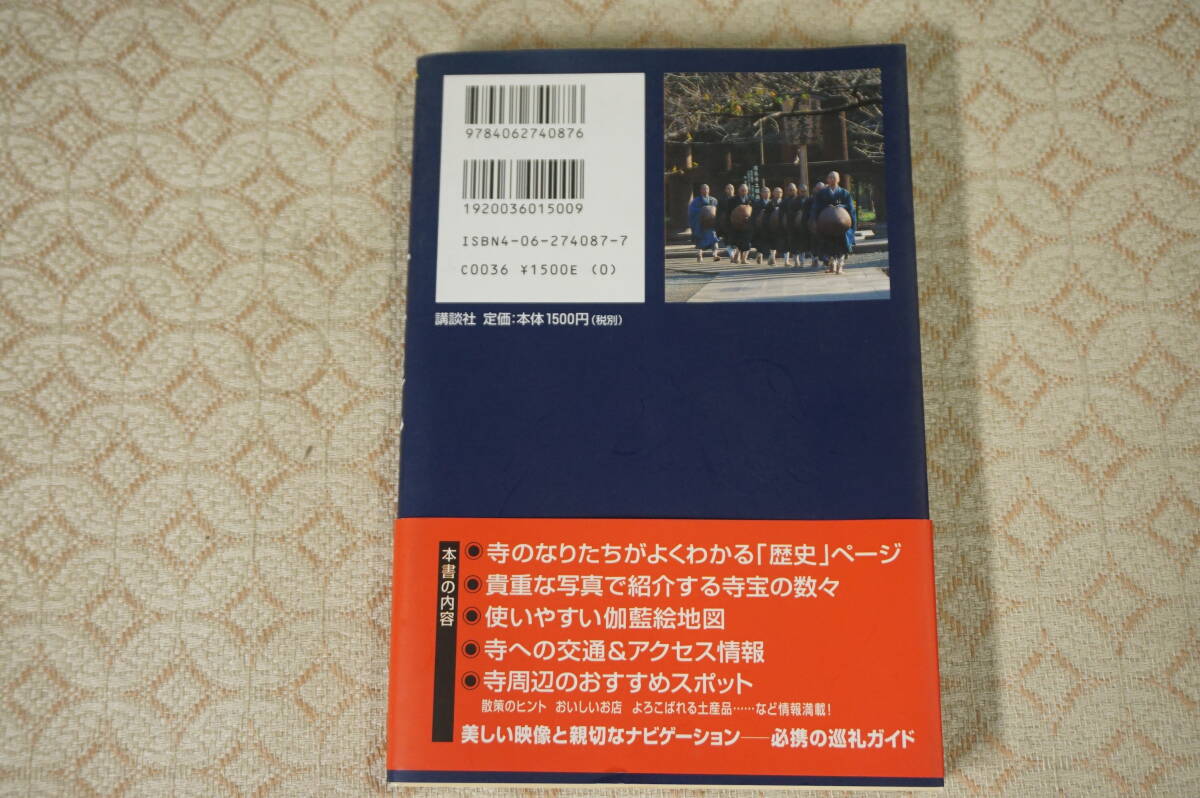 9784062740876
1920036015009
ISBN4-06-274087-7
C0036 ¥1500E (0)
講談社 定価:本体1500円(税別)
本書の内容
◉寺のなりたちがよくわかる「歴史」ページ
◉貴重な写真で紹介する寺宝の数々
◉使いやすい伽藍絵地図
◉寺への交通&アクセス情報
◉寺周辺のおすすめスポット
散策のヒント おいしいお店 よろこばれる土産品……など情報満載!
美しい映像と親切なナビゲーション──必携の巡礼ガイド